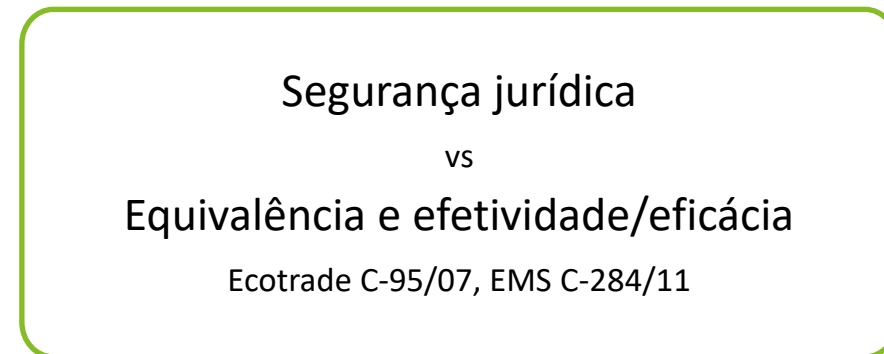 Segurança jurídica
vs
Equivalência e efetividade/eficácia
Ecotrade C-95/07, EMS C-284/11